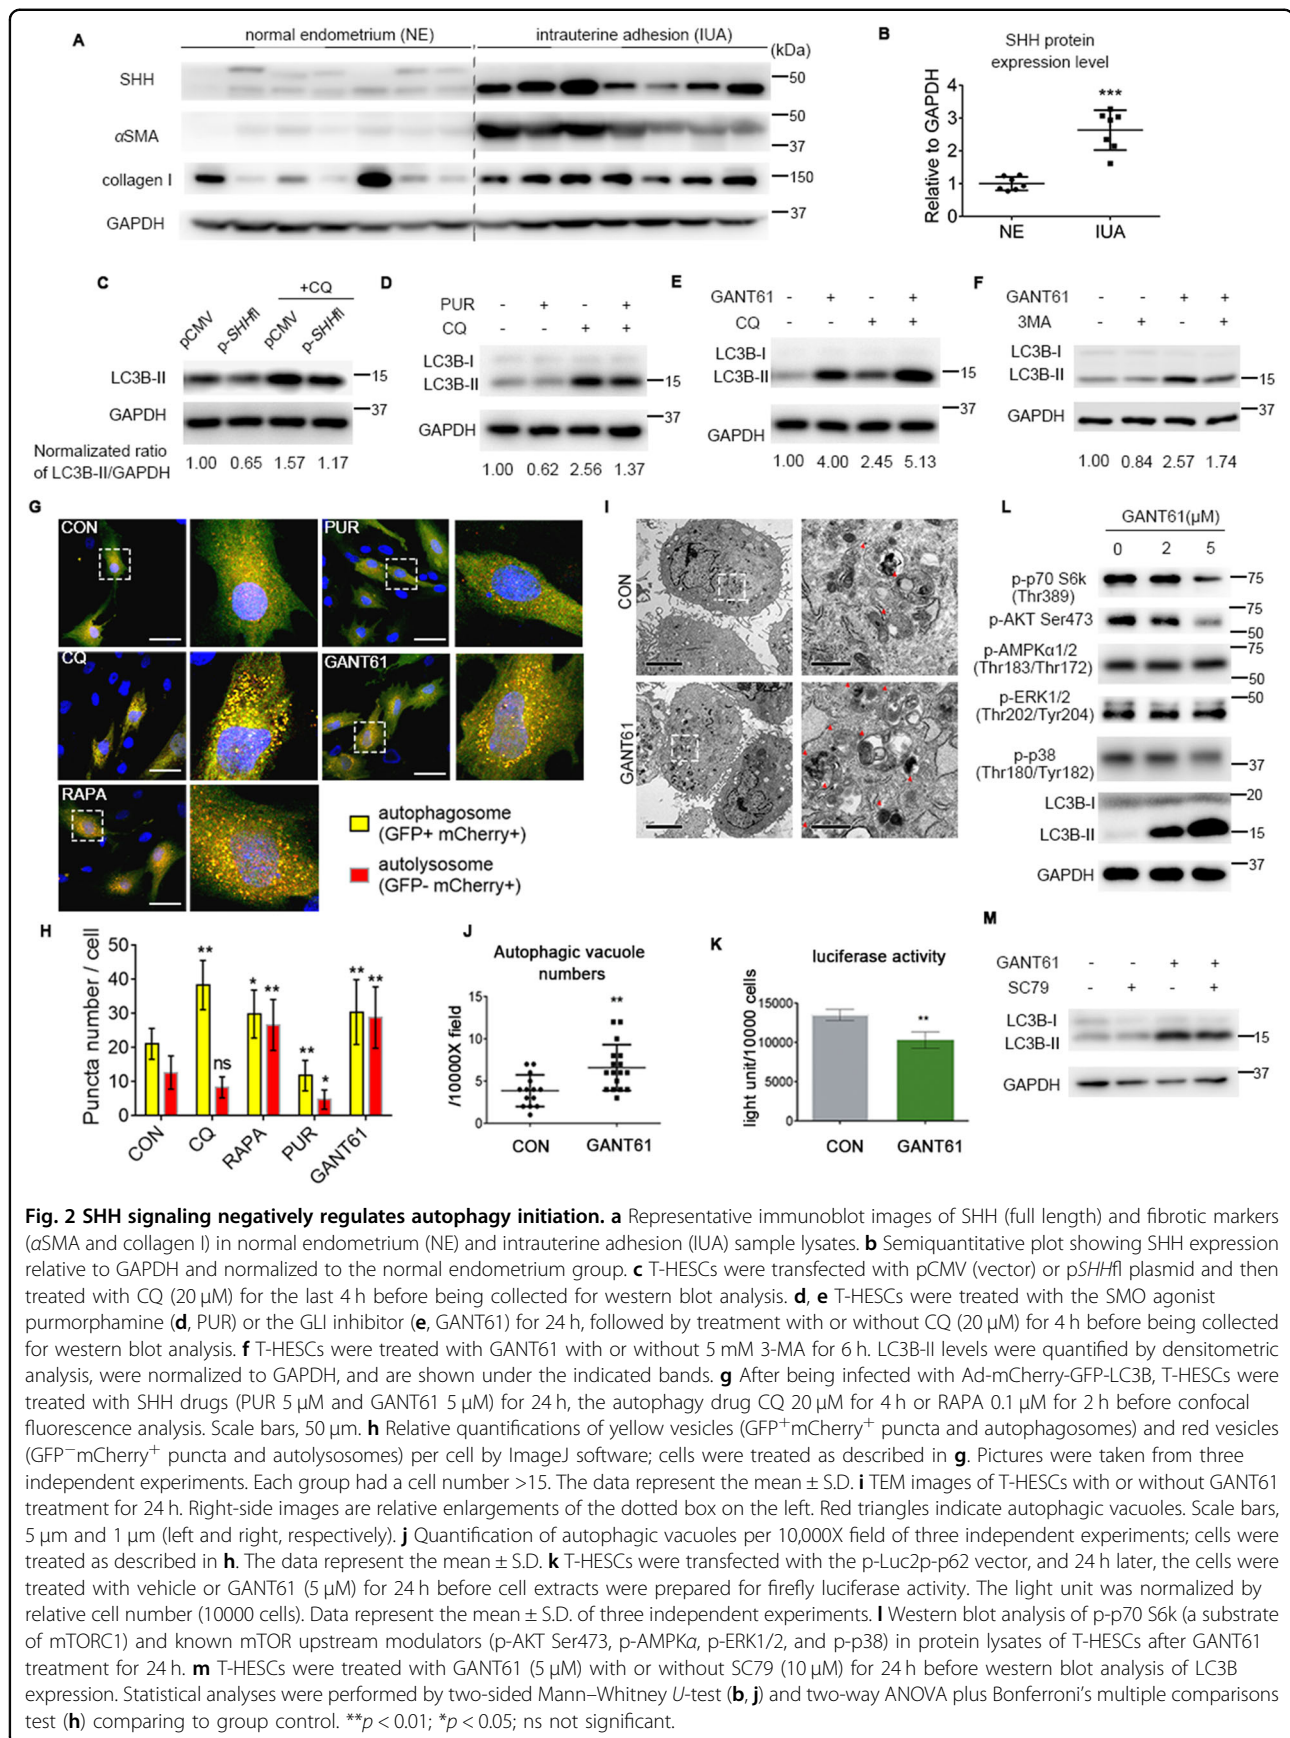 A
normal endometrium (NE)
intrauterine adhesion (IUA)
(kDa)
SHH
50
50
αSMA
37
collagen I
150
37
GAPDH
B
SHH protein
expression level
Relative to GAPDH
4
3
2
1
0
***
NE
IUA
C
+CQ
pCMV
p-SHHfl
pCMV
p-SHHfl
LC3B-II
15
37
GAPDH
Normalizated ratio
of LC3B-II/GAPDH
1.00 0.65 1.57 1.17
D
PUR - + - +
CQ - - + +
LC3B-I
LC3B-II
15
37
GAPDH
1.00 0.62 2.56 1.37
E
GANT61 - + - +
CQ - - + +
LC3B-I
LC3B-II
15
37
GAPDH
1.00 4.00 2.45 5.13
F
GANT61 - - + +
3MA - + - +
LC3B-I
LC3B-II
15
37
GAPDH
1.00 0.84 2.57 1.74
G
CON
PUR
CQ
GANT61
RAPA
autophagosome
(GFP+ mCherry+)
autolysosome
(GFP- mCherry+)
I
CON
GANT61
L
GANT61(μM)
0 2 5
p-p70 S6k
(Thr389)
75
75
p-AKT Ser473
50
p-AMPKα1/2
(Thr183/Thr172)
75
50
p-ERK1/2
(Thr202/Tyr204)
50
p-p38
(Thr180/Tyr182)
37
LC3B-I
20
LC3B-II
15
37
GAPDH
H
Puncta number / cell
50
40
30
20
10
0
**
ns
*
**
**
*
**
**
CON
CQ
RAPA
PUR
GANT61
J
Autophagic vacuole
numbers
/10000X field
15
10
5
0
**
CON
GANT61
K
luciferase activity
light unit/10000 cells
15000
10000
5000
0
**
CON
GANT61
M
GANT61 - - + +
SC79 - + - +
LC3B-I
LC3B-II
15
37
GAPDH
Fig. 2 SHH signaling negatively regulates autophagy initiation. a Representative immunoblot images of SHH (full length) and fibrotic markers
(αSMA and collagen I) in normal endometrium (NE) and intrauterine adhesion (IUA) sample lysates. b Semiquantitative plot showing SHH expression
relative to GAPDH and normalized to the normal endometrium group. c T-HESCs were transfected with pCMV (vector) or pSHHfl plasmid and then
treated with CQ (20 μM) for the last 4 h before being collected for western blot analysis. d, e T-HESCs were treated with the SMO agonist
purmorphamine (d, PUR) or the GLI inhibitor (e, GANT61) for 24 h, followed by treatment with or without CQ (20 μM) for 4 h before being collected
for western blot analysis. f T-HESCs were treated with GANT61 with or without 5 mM 3-MA for 6 h. LC3B-II levels were quantified by densitometric
analysis, were normalized to GAPDH, and are shown under the indicated bands. g After being infected with Ad-mCherry-GFP-LC3B, T-HESCs were
treated with SHH drugs (PUR 5 μM and GANT61 5 μM) for 24 h, the autophagy drug CQ 20 μM for 4 h or RAPA 0.1 μM for 2 h before confocal
fluorescence analysis. Scale bars, 50 μm. h Relative quantifications of yellow vesicles (GFP⁺mCherry⁺ puncta and autophagosomes) and red vesicles
(GFP⁻mCherry⁺ puncta and autolysosomes) per cell by ImageJ software; cells were treated as described in g. Pictures were taken from three
independent experiments. Each group had a cell number >15. The data represent the mean ± S.D. i TEM images of T-HESCs with or without GANT61
treatment for 24 h. Right-side images are relative enlargements of the dotted box on the left. Red triangles indicate autophagic vacuoles. Scale bars,
5 μm and 1 μm (left and right, respectively). j Quantification of autophagic vacuoles per 10,000X field of three independent experiments; cells were
treated as described in h. The data represent the mean ± S.D. k T-HESCs were transfected with the p-Luc2p-p62 vector, and 24 h later, the cells were
treated with vehicle or GANT61 (5 μM) for 24 h before cell extracts were prepared for firefly luciferase activity. The light unit was normalized by
relative cell number (10000 cells). Data represent the mean ± S.D. of three independent experiments. l Western blot analysis of p-p70 S6k (a substrate
of mTORC1) and known mTOR upstream modulators (p-AKT Ser473, p-AMPKα, p-ERK1/2, and p-p38) in protein lysates of T-HESCs after GANT61
treatment for 24 h. m T-HESCs were treated with GANT61 (5 μM) with or without SC79 (10 μM) for 24 h before western blot analysis of LC3B
expression. Statistical analyses were performed by two-sided Mann–Whitney U-test (b, j) and two-way ANOVA plus Bonferroni's multiple comparisons
test (h) comparing to group control. **p < 0.01; *p < 0.05; ns not significant.